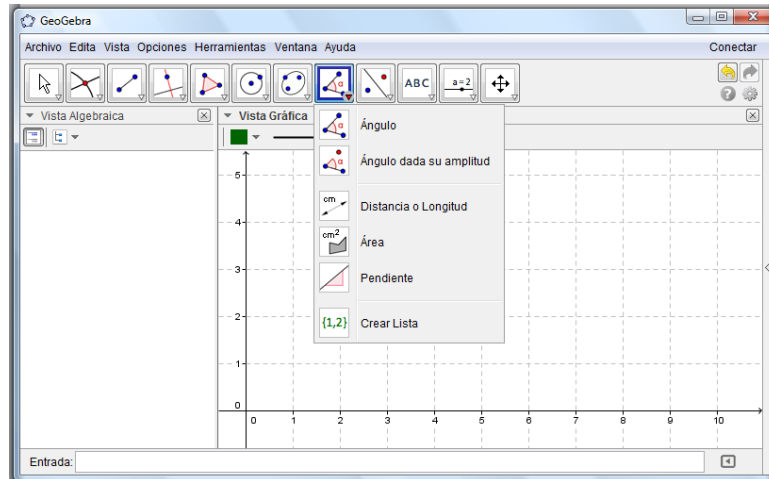 GeoGebra
Archivo Edita Vista Opciones Herramientas Ventana Ayuda
Conectar
ABC
a=2
Vista Algebraica
Vista Gráfica
α
Ángulo
α
Ángulo dada su amplitud
cm
Distancia o Longitud
cm²
Área
Pendiente
{1,2}
Crear Lista
5
4
3
2
1
0
0 1 2 3 4 5 6 7 8 9 10
Entrada: